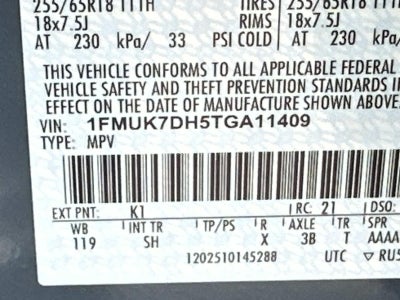 255/65R18 111H TIRES 255/65R18 11
18x7.5J RIMS 18x7.5J
AT 230 kPa/ 33 PSI COLD AT 230 kPa/
THIS VEHICLE CONFORMS TO ALL APPLICABLE FEDERAL
VEHICLE SAFETY AND THEFT PREVENTION STANDARDS IN
EFFECT ON THE DATE OF MANUFACTURE SHOWN ABOVE
VIN: 1FMUK7DH5TGA11409
TYPE: MPV
EXT PNT: K1 RC: 21 DSO:
WB INT TR TP/PS R AXLE TR SPR
119 SH X 3B T AAAA
1202510145288 UTC ▽RUS